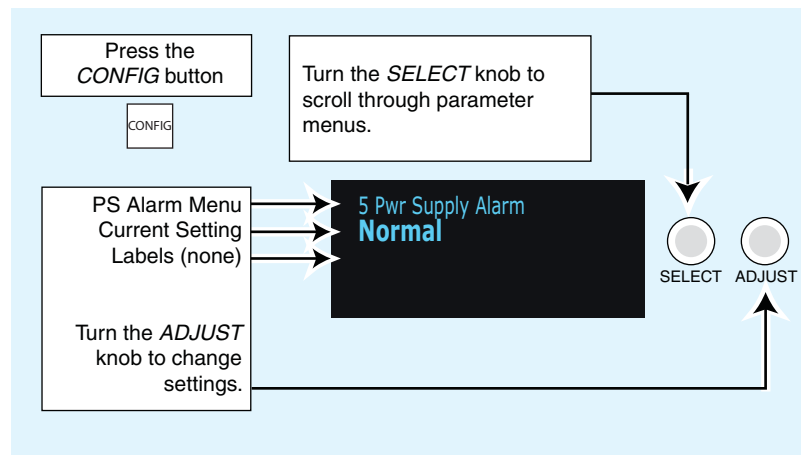 Press the
CONFIG button
CONFIG
Turn the SELECT knob to
scroll through parameter
menus.
PS Alarm Menu
Current Setting
Labels (none)
Turn the ADJUST
knob to change
settings.
5 Pwr Supply Alarm
Normal
SELECT
ADJUST